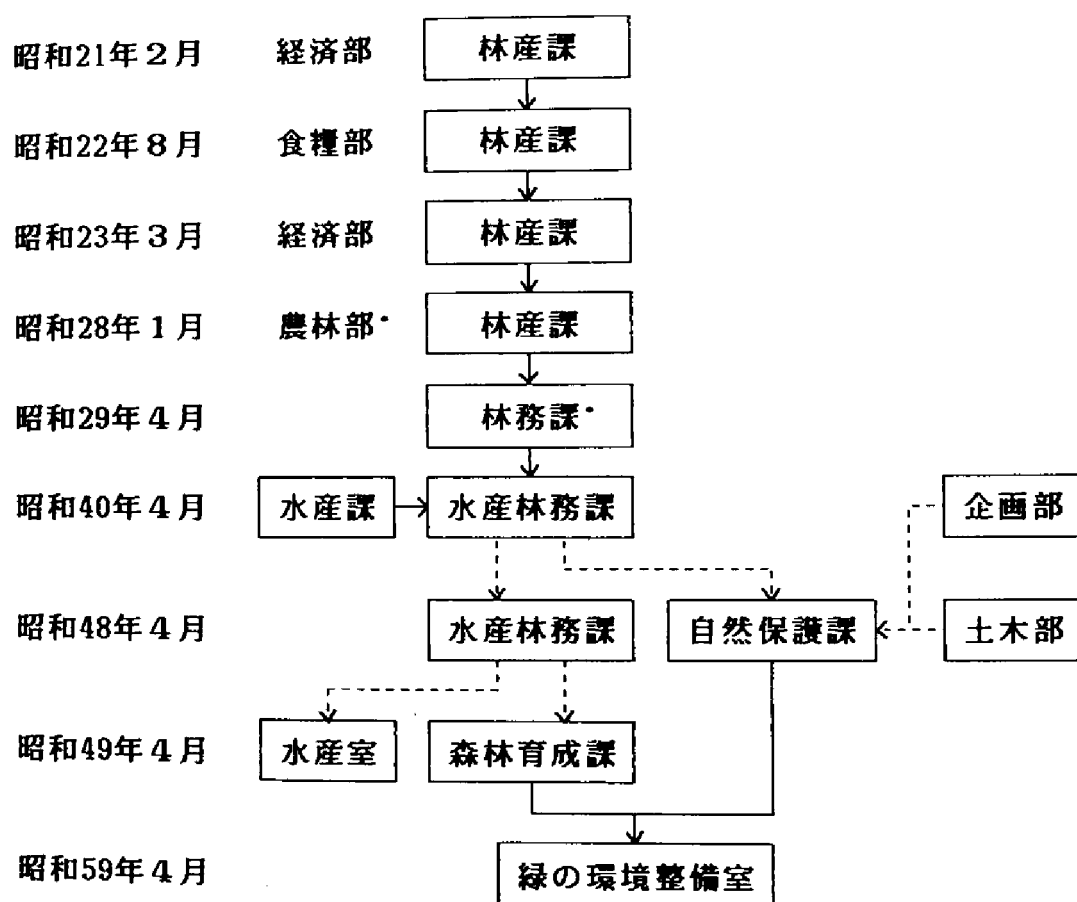 昭和21年2月 経済部 林産課
昭和22年8月 食糧部 林産課
昭和23年3月 経済部 林産課
昭和28年1月 農林部 林産課
昭和29年4月 林務課
昭和40年4月 水産課 水産林務課 企画部
昭和48年4月 水産林務課 自然保護課 土木部
昭和49年4月 水産室 森林育成課
昭和59年4月 緑の環境整備室